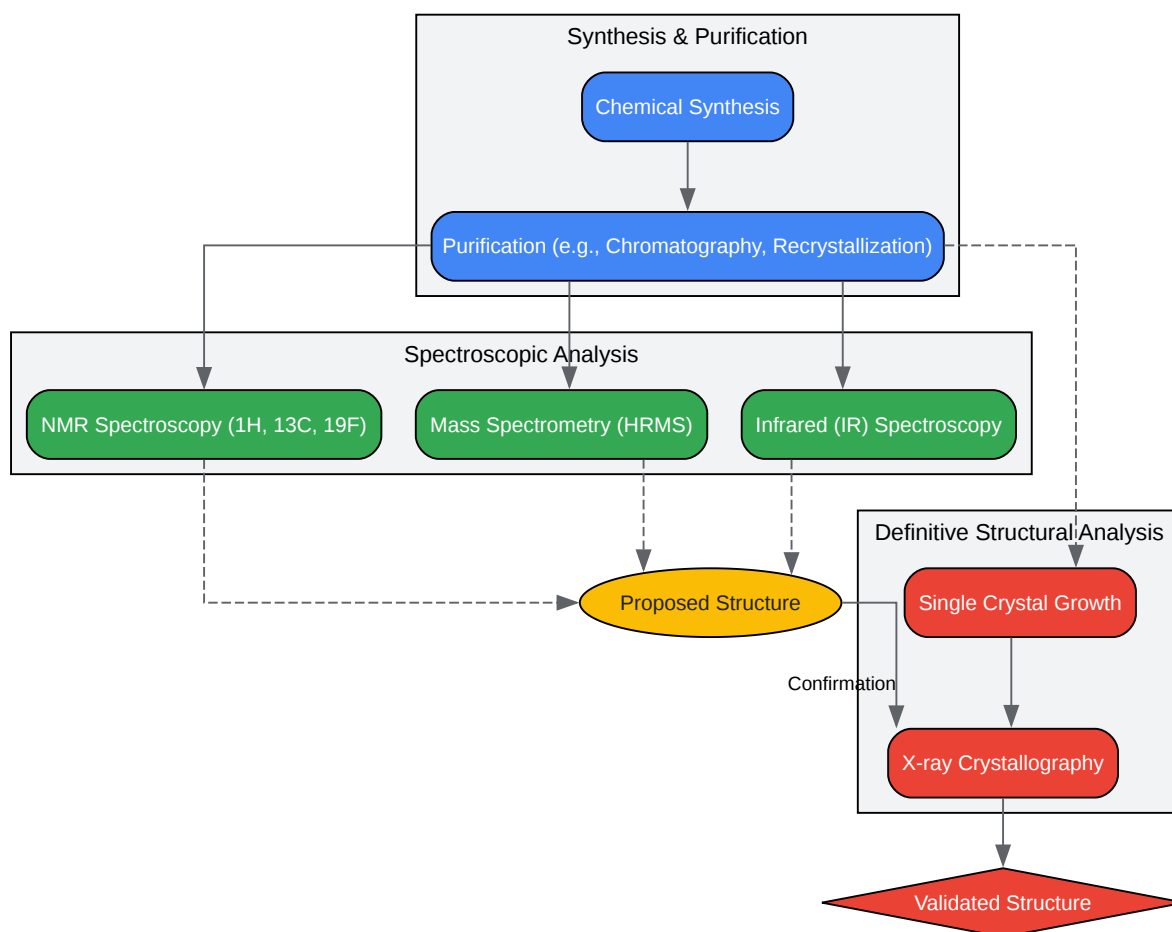 Synthesis & Purification
Chemical Synthesis
Purification (e.g., Chromatography, Recrystallization)
Spectroscopic Analysis
NMR Spectroscopy (1H, 13C, 19F)
Mass Spectrometry (HRMS)
Infrared (IR) Spectroscopy
Definitive Structural Analysis
Proposed Structure
Single Crystal Growth
Confirmation
X-ray Crystallography
Validated Structure